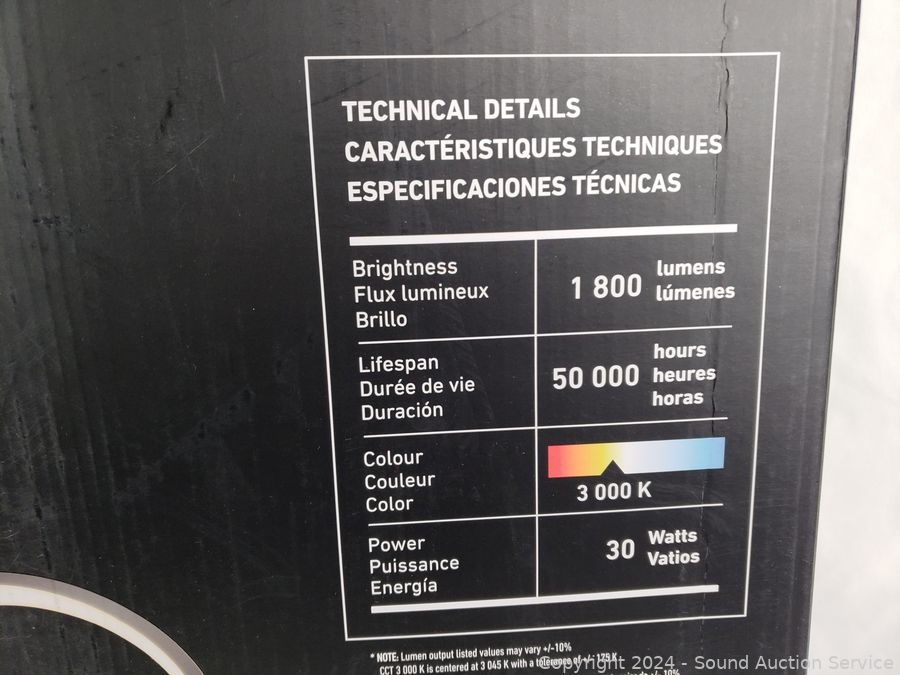 TECHNICAL DETAILS
CARACTÉRISTIQUES TECHNIQUES
ESPECIFICACIONES TÉCNICAS
Brightness
Flux lumineux
Brillo
1 800 lumens
lúmenes
Lifespan
Durée de vie
Duración
50 000 hours
heures
horas
Colour
Couleur
Color
3 000 K
Power
Puissance
Energía
30 Watts
Vatios
* NOTE: Lumen output listed values may vary +/-10%
CCT 3 000 K is centered at 3 045 K with a tolerance of +/- 175 K
Copyright 2024 - Sound Auction Service